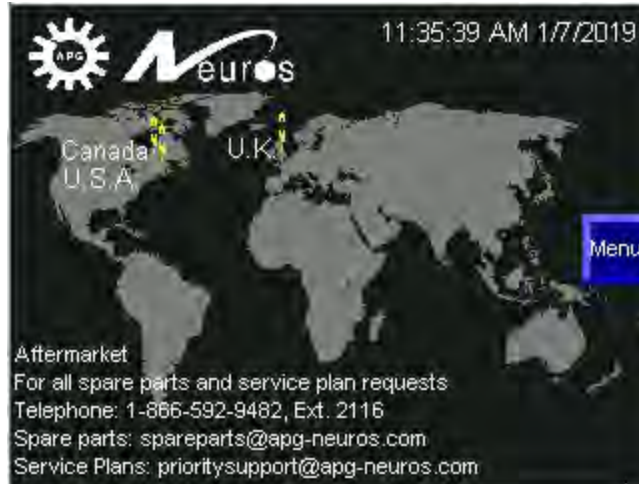 11:35:39 AM 1/7/2019
APG
Neuros
Canada
U.S.A
U.K.
Menu
Aftermarket
For all spare parts and service plan requests
Telephone: 1-866-592-9482, Ext. 2116
Spare parts: spareparts@apg-neuros.com
Service Plans: prioritysupport@apg-neuros.com